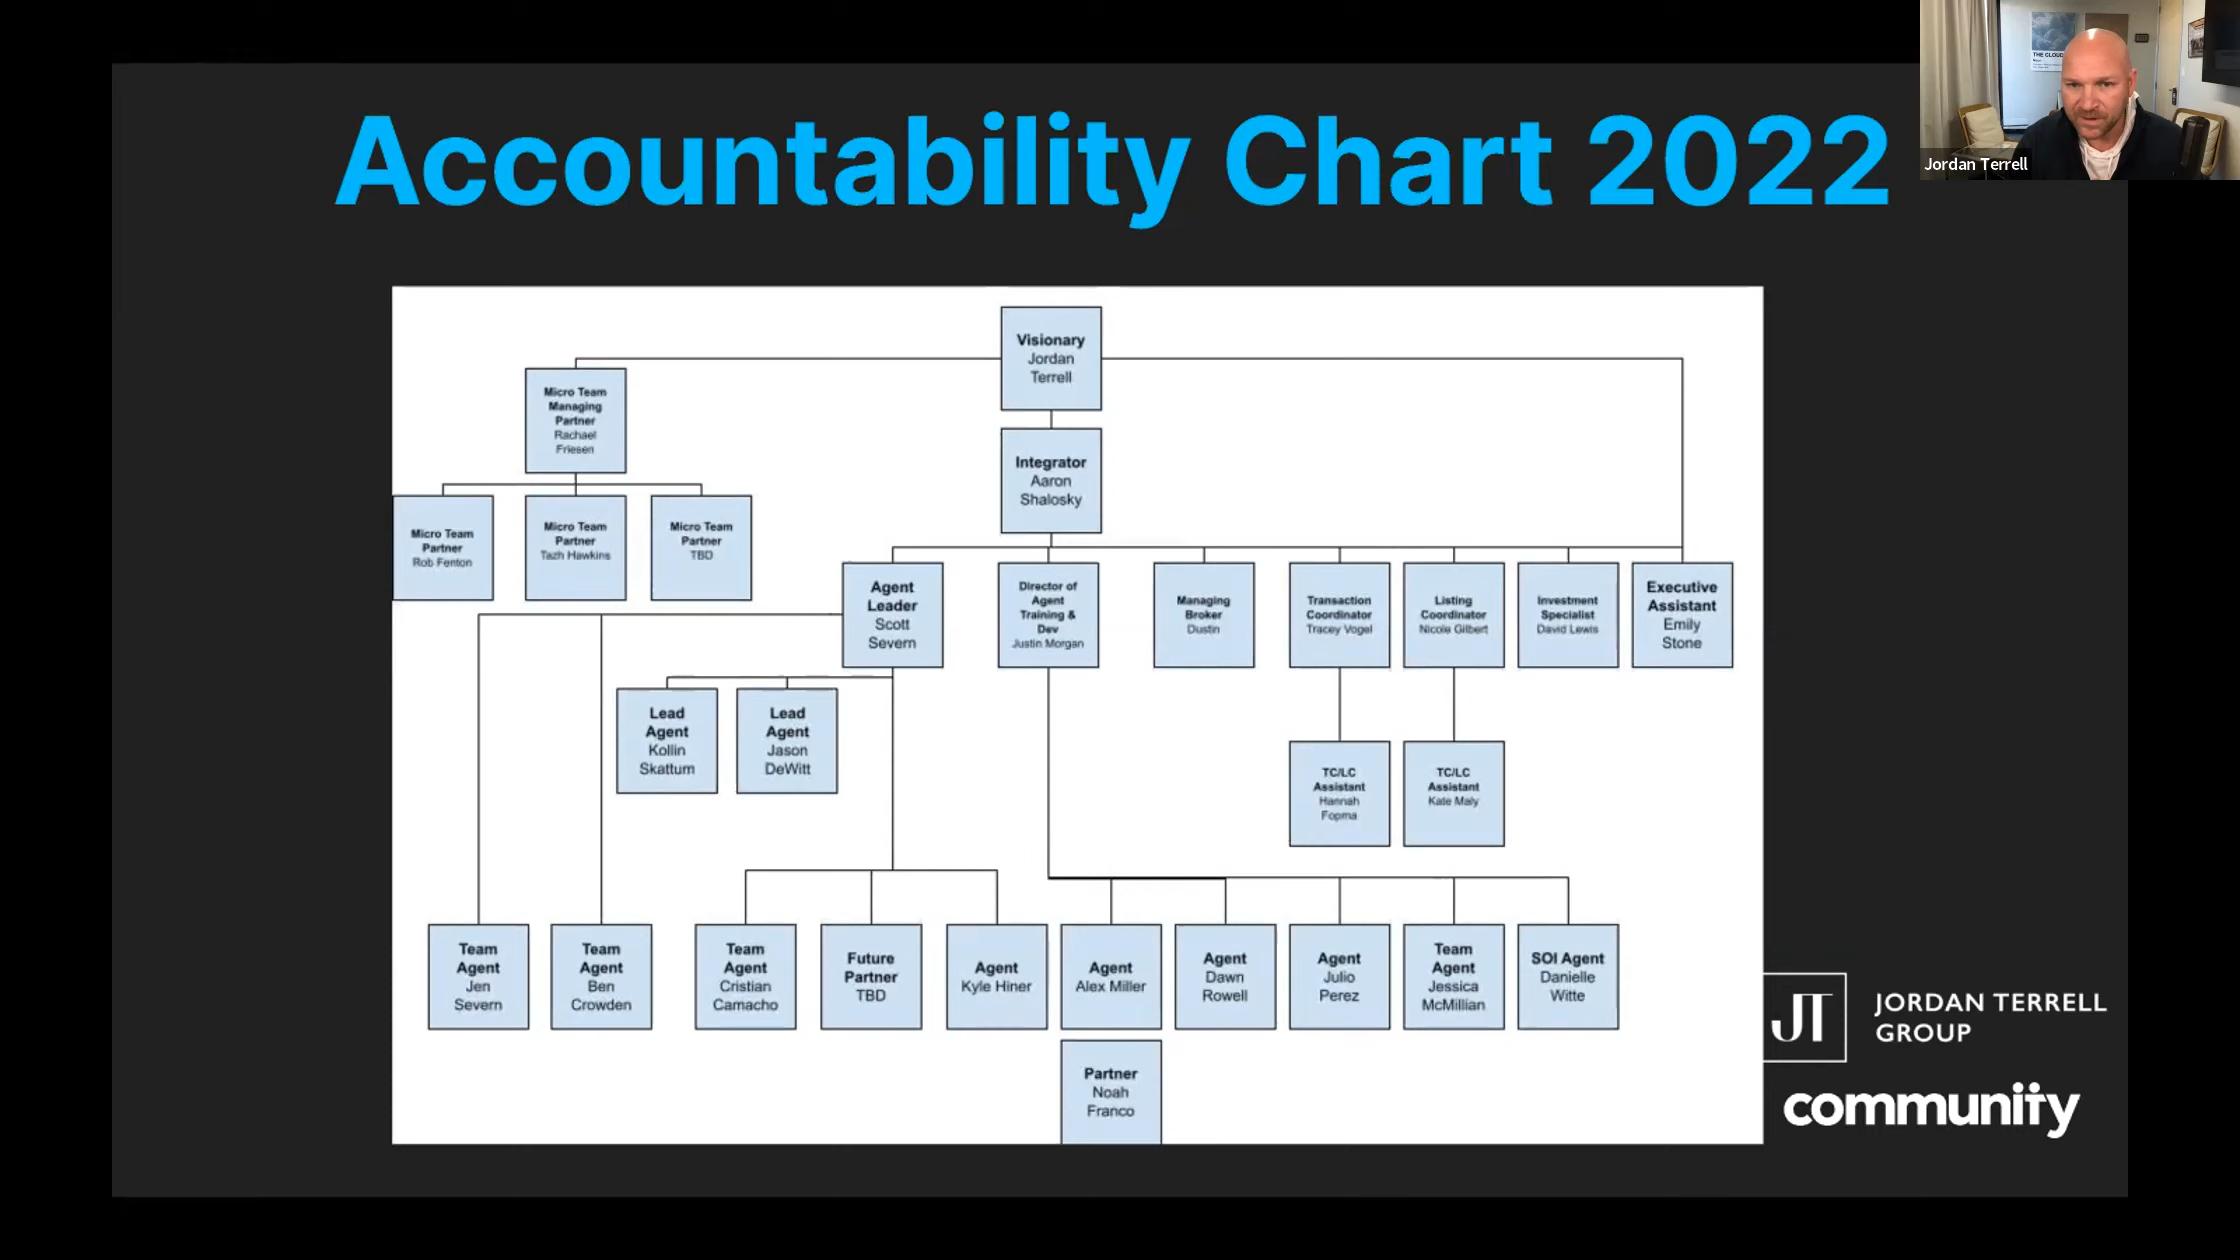 Accountability Chart 2022
THE CLOUD
Jordan Terrell
Visionary
Jordan
Terrell
Micro Team
Managing
Partner
Rachael
Friesen
Integrator
Aaron
Shalosky
Micro Team
Partner
Rob Fenton
Micro Team
Partner
Tazh Hawkins
Micro Team
Partner
TBD
Agent
Leader
Scott
Severn
Director of
Agent
Training &
Dev
Justin Morgan
Managing
Broker
Dustin
Transaction
Coordinator
Tracey Vogel
Listing
Coordinator
Nicole Gilbert
Investment
Specialist
David Lewis
Executive
Assistant
Emily
Stone
Lead
Agent
Kollin
Skattum
Lead
Agent
Jason
DeWitt
TC/LC
Assistant
Hannah
Fopma
TC/LC
Assistant
Kate Maly
Team
Agent
Jen
Severn
Team
Agent
Ben
Crowden
Team
Agent
Cristian
Camacho
Future
Partner
TBD
Agent
Kyle Hiner
Agent
Alex Miller
Agent
Dawn
Rowell
Agent
Julio
Perez
Team
Agent
Jessica
McMillian
SOI Agent
Danielle
Witte
Partner
Noah
Franco
JT
JORDAN TERRELL
GROUP
community